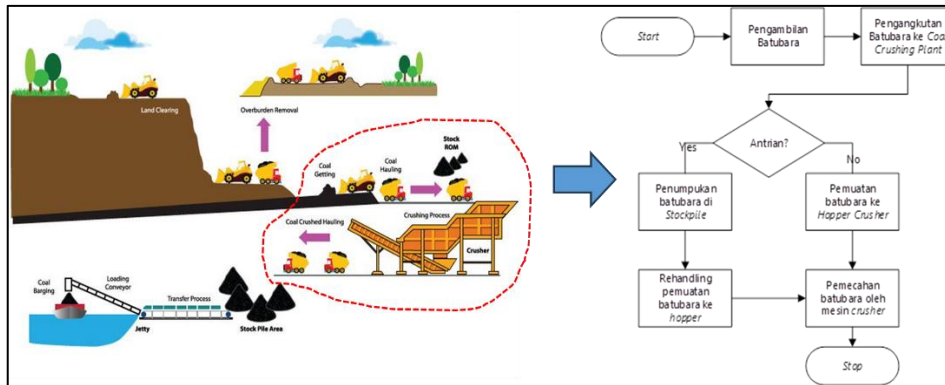 Land Clearing
Overburden Removal
Coal
Getting
Coal
Hauling
Stock
ROM
Crushing Process
Coal Crushed Hauling
Crusher
Coal
Barging
Loading
Conveyor
Transfer Process
Jetty
Stock Pile Area
Start
Pengambilan
Batubara
Pengangkutan
Batubara ke Coal
Crushing Plant
Antrian?
Yes
No
Penumpukan
batubara di
Stockpile
Pemuatan
batubara ke
Hopper Crusher
Rehandling
pemuatan
batubara ke
hopper
Pemecahan
batubara oleh
mesin crusher
Stop